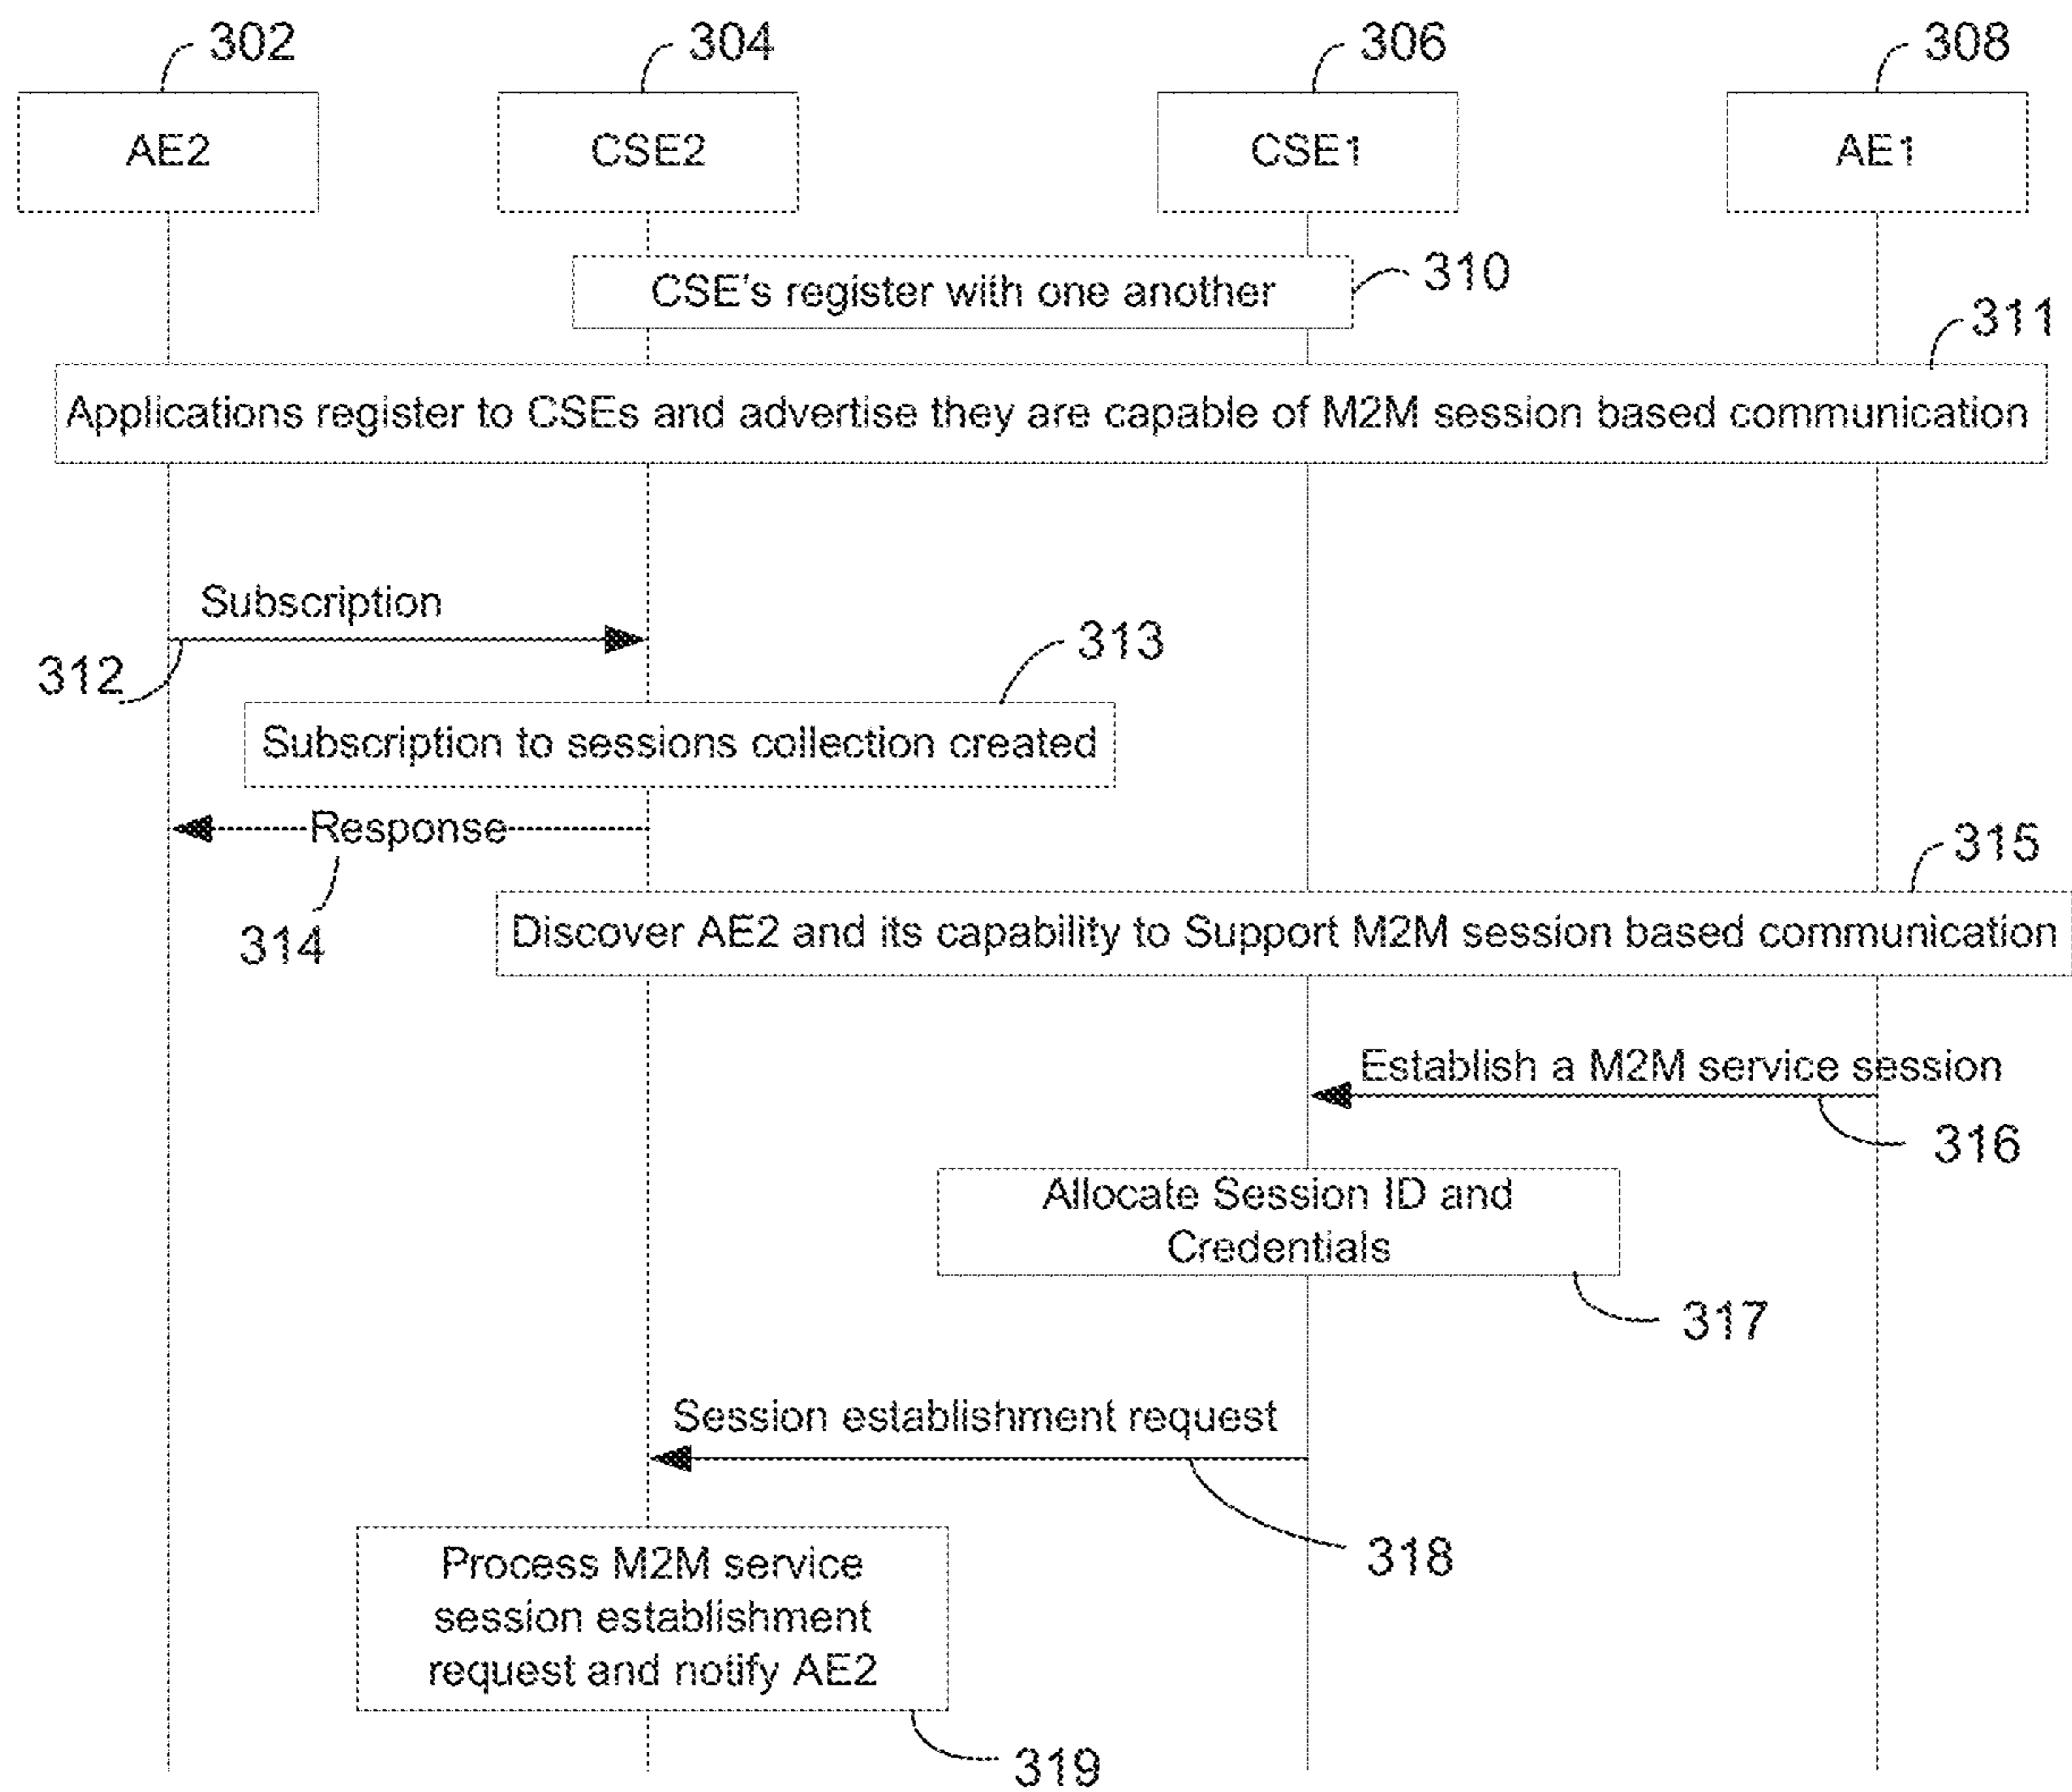 302
304
306
308
AE2
CSE2
CSE1
AE1
CSE's register with one another
310
311
Applications register to CSEs and advertise they are capable of M2M session based communication
Subscription
312
313
Subscription to sessions collection created
Response
314
315
Discover AE2 and its capability to Support M2M session based communication
Establish a M2M service session
316
Allocate Session ID and
Credentials
317
Session establishment request
318
Process M2M service
session establishment
request and notify AE2
319